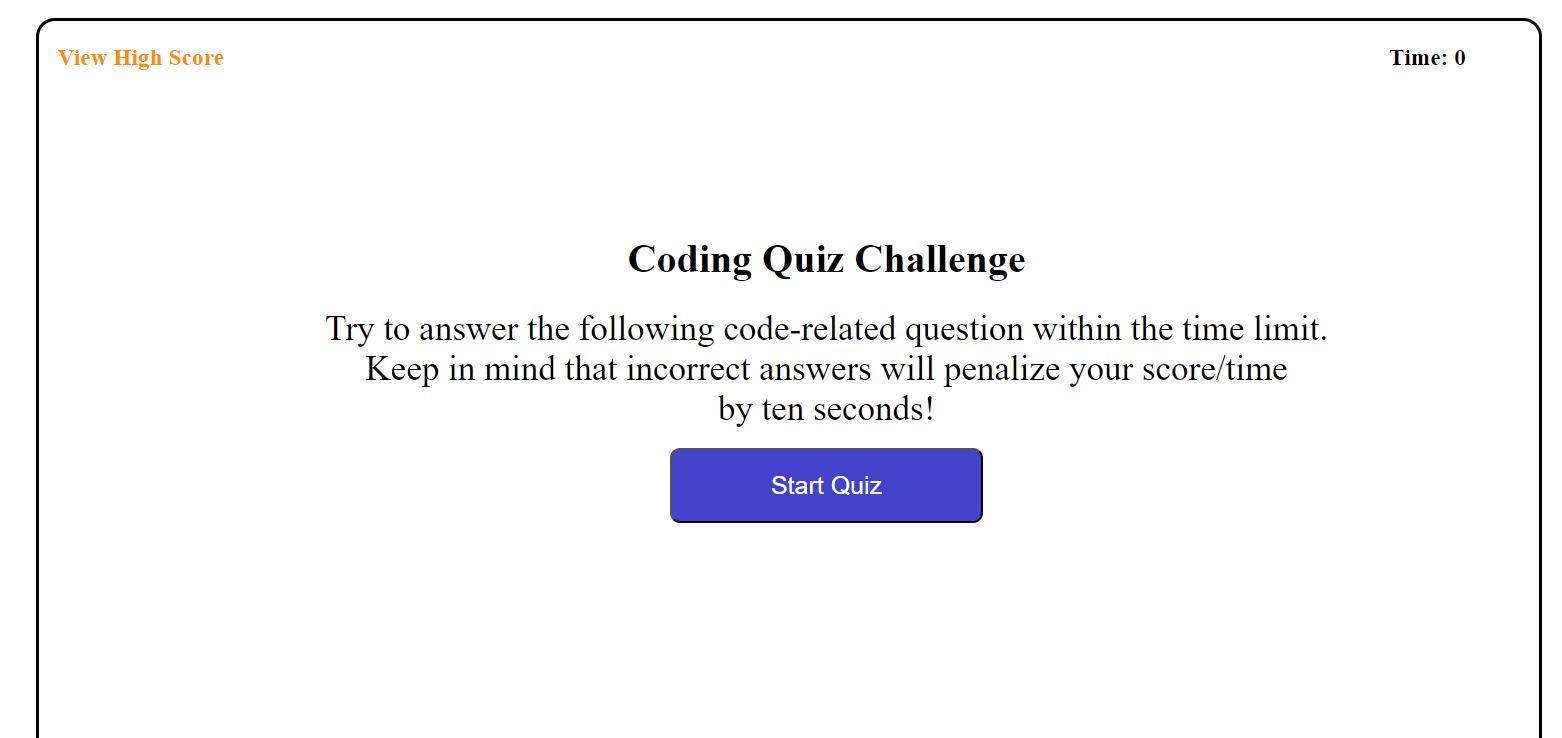 View High Score
Time: 0
Coding Quiz Challenge
Try to answer the following code-related question within the time limit.
Keep in mind that incorrect answers will penalize your score/time
by ten seconds!
Start Quiz